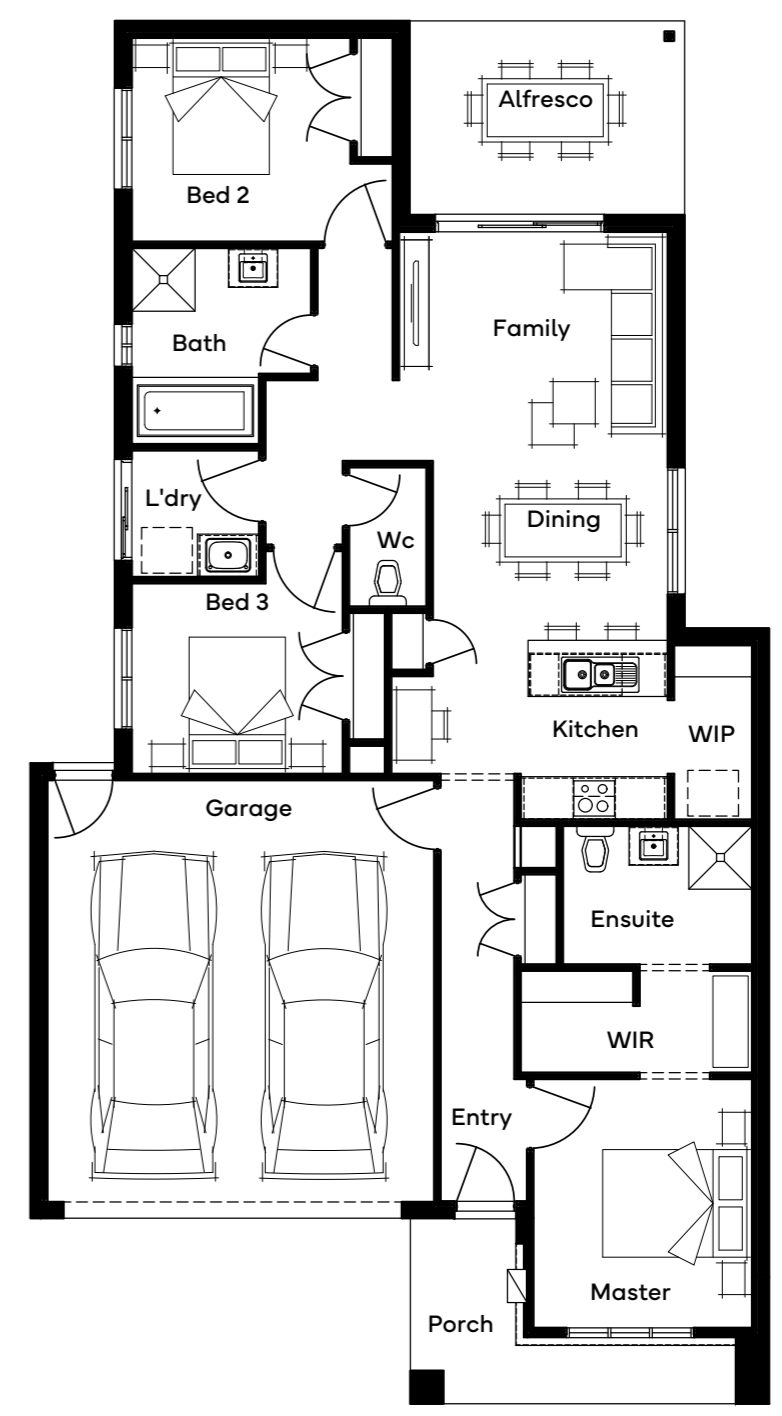 Alfresco
Bed 2
Family
Bath
L'dry
Dining
Wc
Bed 3
Kitchen
WIP
Garage
Ensuite
WIR
Entry
Master
Porch